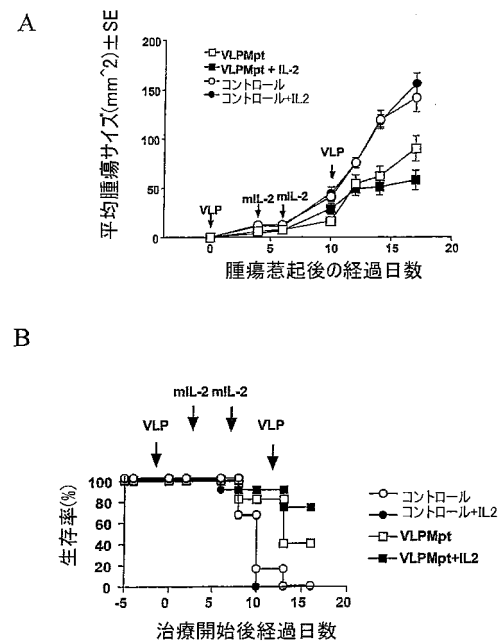 A
平均腫瘍サイズ(mm^2)±SE
200
150
100
50
0
VLPMpt
VLPMpt + IL-2
コントロール
コントロール+IL2
VLP
mIL-2
mIL-2
VLP
0
5
10
15
20
腫瘍惹起後の経過日数
B
mIL-2 mIL-2
VLP
VLP
生存率(%)
100
80
60
40
20
0
コントロール
コントロール+IL2
VLPMpt
VLPMpt+IL2
-5
0
5
10
15
20
治療開始後経過日数